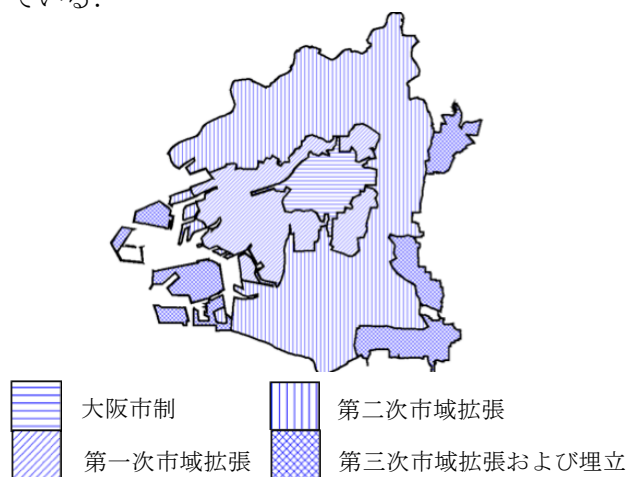 ている.
大阪市制
第二次市域拡張
第一次市域拡張
第三次市域拡張および埋立